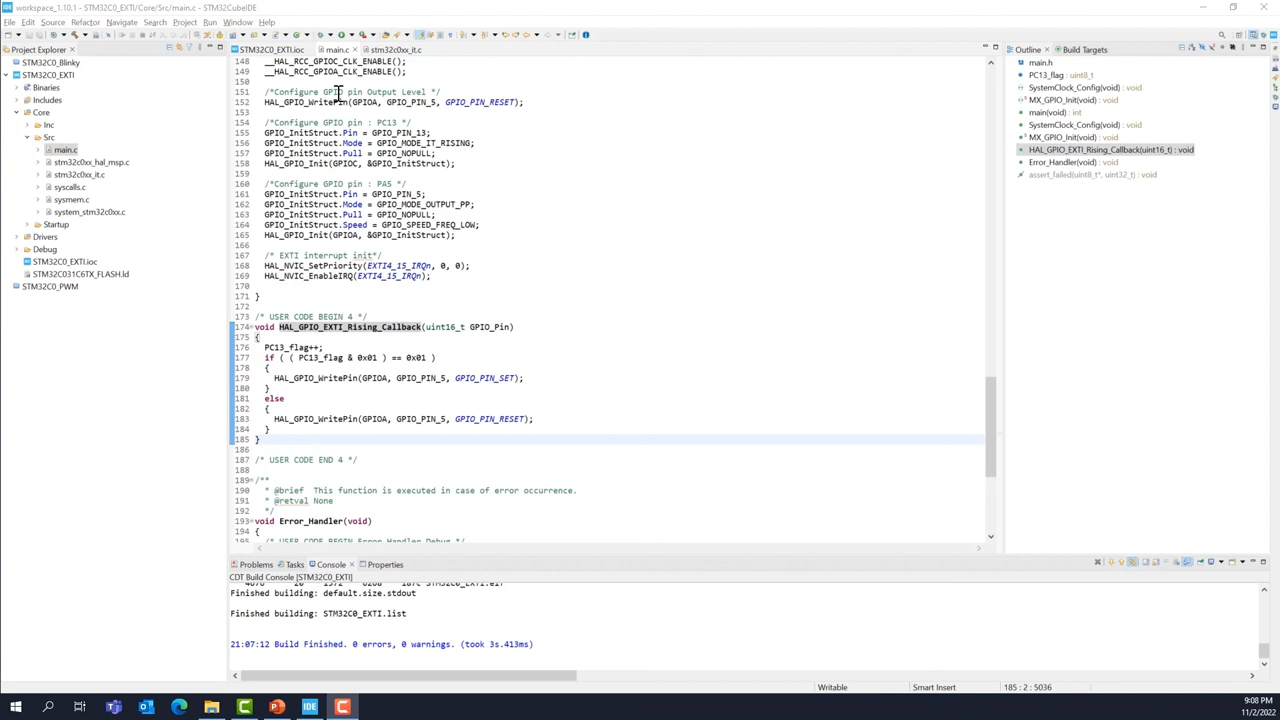 workspace_1.10.1 - STM32C0_EXTI/Core/Src/main.c - STM32CubeIDE
File Edit Source Refactor Navigate Search Project Run Window Help
Project Explorer
STM32C0_Blinky
STM32C0_EXTI
Binaries
Includes
Core
Inc
Src
main.c
stm32c0xx_hal_msp.c
stm32c0xx_it.c
syscalls.c
sysmem.c
system_stm32c0xx.c
Startup
Drivers
Debug
STM32C0_EXTI.ioc
STM32C031C6TX_FLASH.ld
STM32C0_PWM
STM32C0_EXTI.ioc main.c stm32c0xx_it.c
148 __HAL_RCC_GPIOC_CLK_ENABLE();
149 __HAL_RCC_GPIOA_CLK_ENABLE();
150
151 /*Configure GPIO pin Output Level */
152 HAL_GPIO_WritePin(GPIOA, GPIO_PIN_5, GPIO_PIN_RESET);
153
154 /*Configure GPIO pin : PC13 */
155 GPIO_InitStruct.Pin = GPIO_PIN_13;
156 GPIO_InitStruct.Mode = GPIO_MODE_IT_RISING;
157 GPIO_InitStruct.Pull = GPIO_NOPULL;
158 HAL_GPIO_Init(GPIOC, &GPIO_InitStruct);
159
160 /*Configure GPIO pin : PA5 */
161 GPIO_InitStruct.Pin = GPIO_PIN_5;
162 GPIO_InitStruct.Mode = GPIO_MODE_OUTPUT_PP;
163 GPIO_InitStruct.Pull = GPIO_NOPULL;
164 GPIO_InitStruct.Speed = GPIO_SPEED_FREQ_LOW;
165 HAL_GPIO_Init(GPIOA, &GPIO_InitStruct);
166
167 /* EXTI interrupt init*/
168 HAL_NVIC_SetPriority(EXTI4_15_IRQn, 0, 0);
169 HAL_NVIC_EnableIRQ(EXTI4_15_IRQn);
170
171 }
172
173 /* USER CODE BEGIN 4 */
174 void HAL_GPIO_EXTI_Rising_Callback(uint16_t GPIO_Pin)
175 {
176 PC13_flag++;
177 if ( ( PC13_flag & 0x01 ) == 0x01 )
178 {
179 HAL_GPIO_WritePin(GPIOA, GPIO_PIN_5, GPIO_PIN_SET);
180 }
181 else
182 {
183 HAL_GPIO_WritePin(GPIOA, GPIO_PIN_5, GPIO_PIN_RESET);
184 }
185 }
186
187 /* USER CODE END 4 */
188
189 /**
190 * @brief This function is executed in case of error occurrence.
191 * @retval None
192 */
193 void Error_Handler(void)
194 {
195 /* USER CODE BEGIN Error_Handler_Debug */
Outline Build Targets
main.h
PC13_flag : uint8_t
SystemClock_Config(void) : void
MX_GPIO_Init(void) : void
main(void) : int
SystemClock_Config(void) : void
MX_GPIO_Init(void) : void
HAL_GPIO_EXTI_Rising_Callback(uint16_t) : void
Error_Handler(void) : void
assert_failed(uint8_t*, uint32_t) : void
Problems Tasks Console Properties
CDT Build Console [STM32C0_EXTI]
Finished building: default.size.stdout
Finished building: STM32C0_EXTI.list
21:07:12 Build Finished. 0 errors, 0 warnings. (took 3s.413ms)
Writable Smart Insert 185 : 2 : 5036
IDE
9:08 PM
11/2/2022